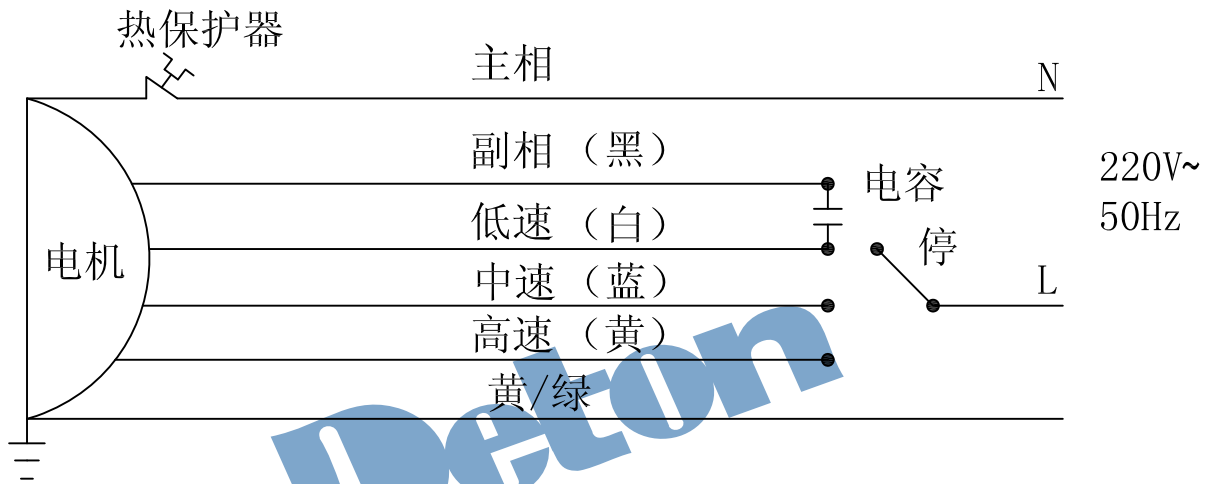 热保护器
主相
N
副相（黑）
220V~
电容
50Hz
低速（白）
停
电机
中速（蓝）
L
高速（黄）
黄/绿
Deton